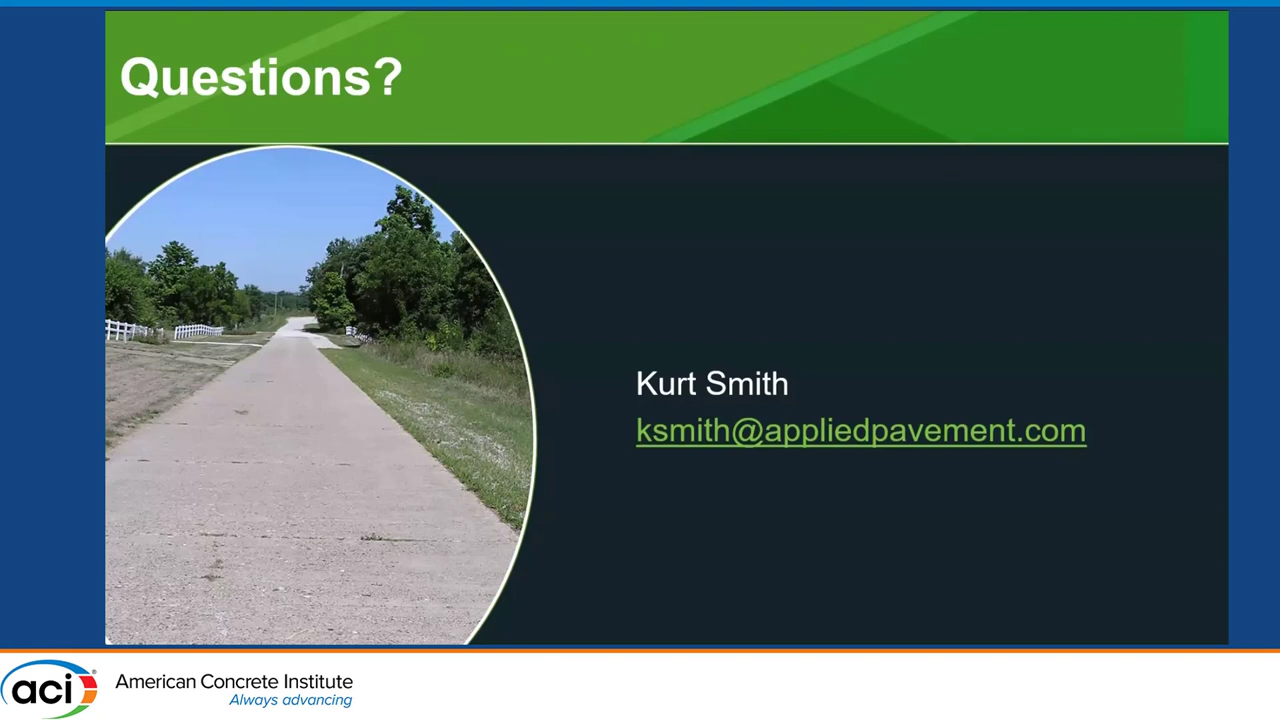 Questions?
Kurt Smith
ksmith@appliedpavement.com
aci
American Concrete Institute
Always advancing